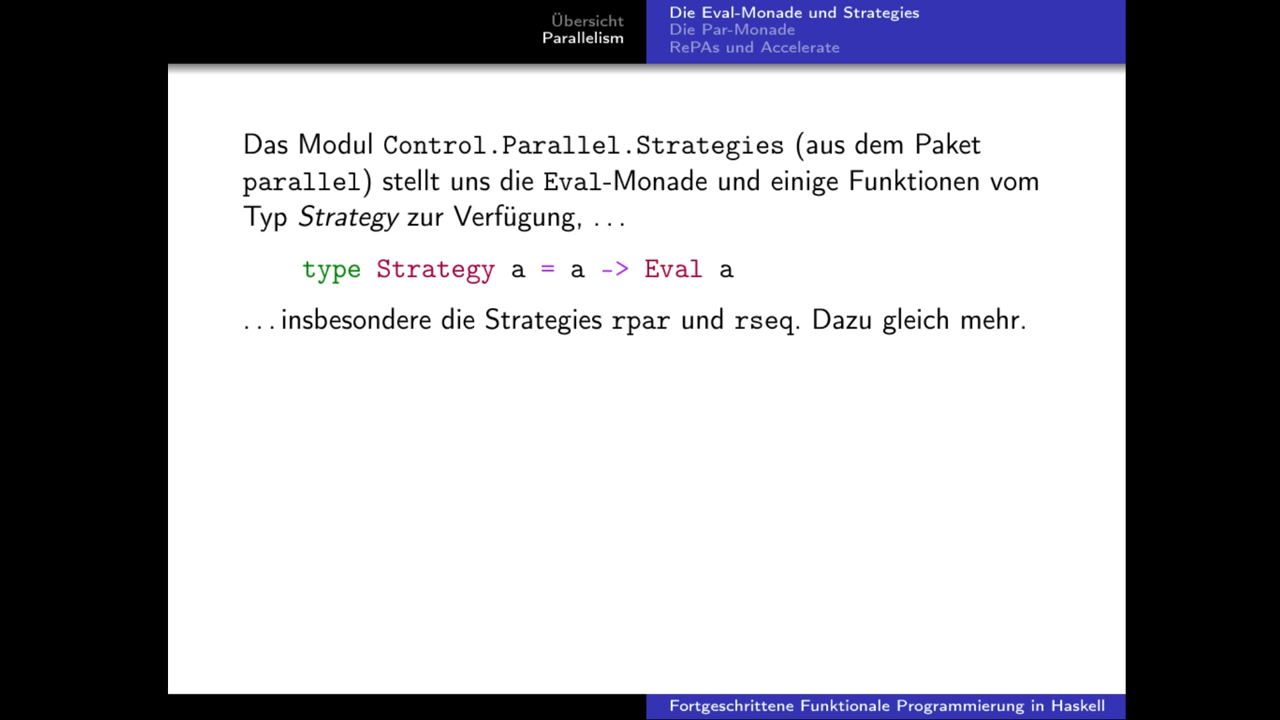 Übersicht
Parallelism
Die Eval-Monade und Strategies
Die Par-Monade
RePAs und Accelerate
Das Modul Control.Parallel.Strategies (aus dem Paket
parallel) stellt uns die Eval-Monade und einige Funktionen vom
Typ Strategy zur Verfügung, ...
type Strategy a = a -> Eval a
...insbesondere die Strategies rpar und rseq. Dazu gleich mehr.
Fortgeschrittene Funktionale Programmierung in Haskell